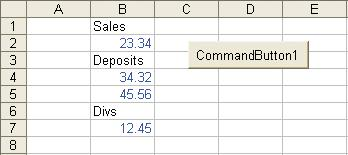 A B C D E
1 Sales
2 23.34 CommandButton1
3 Deposits
4 34.32
5 45.56
6 Divs
7 12.45
8